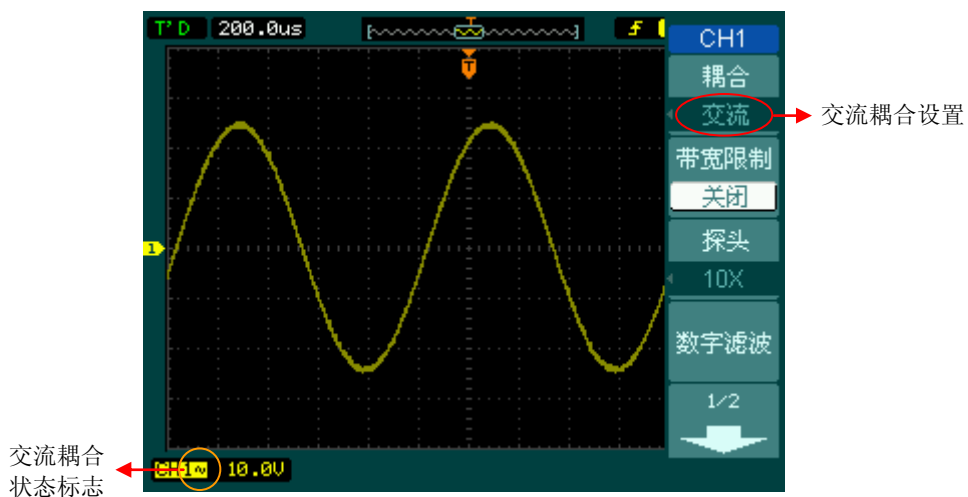 T'D 200.0us
T
T
CH1
耦合
交流
交流耦合设置
带宽限制
关闭
1
探头
10X
数字滤波
1/2
交流耦合
状态标志
CH1~ 10.0V